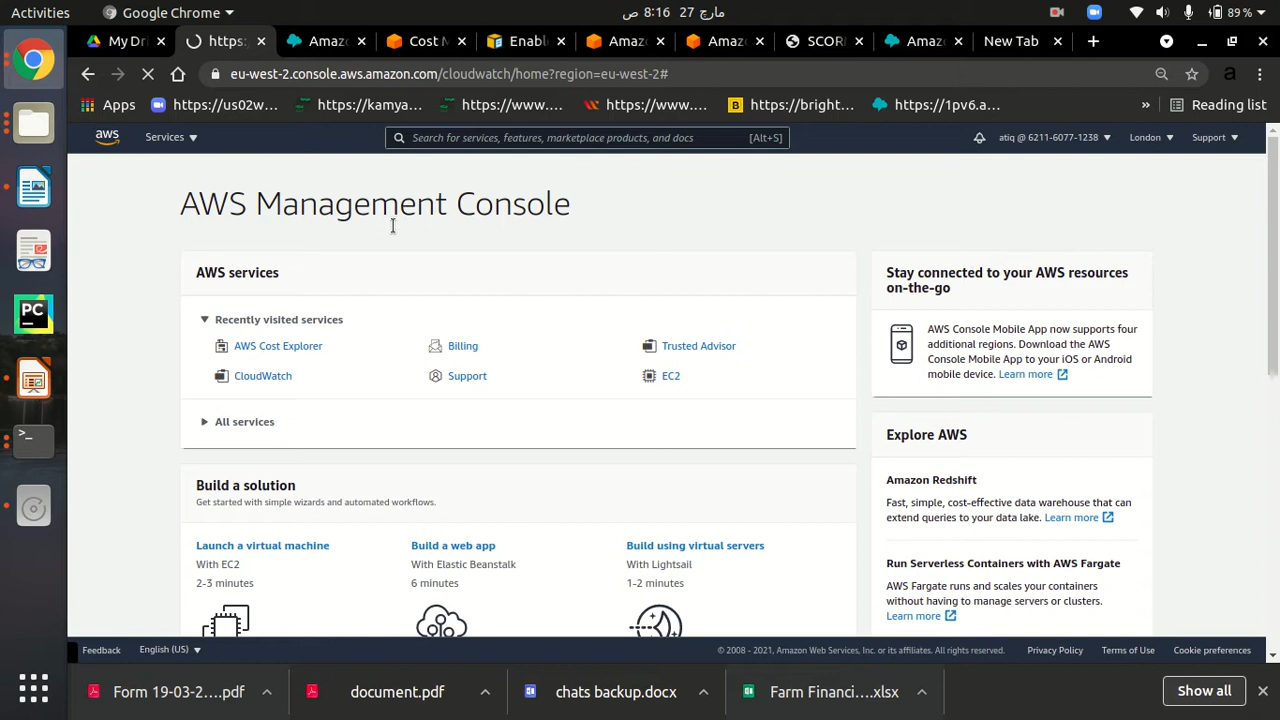 Activities
Google Chrome
مارچ 27 8:16 ص
89 %
My Dri
https:
Amazo
Cost M
Enable
Amazo
Amazo
SCORM
Amazo
New Tab
eu-west-2.console.aws.amazon.com/cloudwatch/home?region=eu-west-2#
a
Apps
https://us02w...
https://kamya...
https://www....
https://www....
https://bright...
https://1pv6.a...
»
Reading list
aws
Services
Search for services, features, marketplace products, and docs
[Alt+S]
atiq @ 6211-6077-1238
London
Support
AWS Management Console
AWS services
Recently visited services
AWS Cost Explorer
Billing
Trusted Advisor
CloudWatch
Support
EC2
All services
Stay connected to your AWS resources
on-the-go
AWS Console Mobile App now supports four
additional regions. Download the AWS
Console Mobile App to your iOS or Android
mobile device. Learn more
Build a solution
Get started with simple wizards and automated workflows.
Launch a virtual machine
With EC2
2-3 minutes
Build a web app
With Elastic Beanstalk
6 minutes
Build using virtual servers
With Lightsail
1-2 minutes
Explore AWS
Amazon Redshift
Fast, simple, cost-effective data warehouse that can
extend queries to your data lake. Learn more
Run Serverless Containers with AWS Fargate
AWS Fargate runs and scales your containers
without having to manage servers or clusters.
Learn more
PC
>_
Feedback
English (US)
© 2008 - 2021, Amazon Web Services, Inc. or its affiliates. All rights reserved.
Privacy Policy
Terms of Use
Cookie preferences
Form 19-03-2....pdf
document.pdf
chats backup.docx
Farm Financi....xlsx
Show all